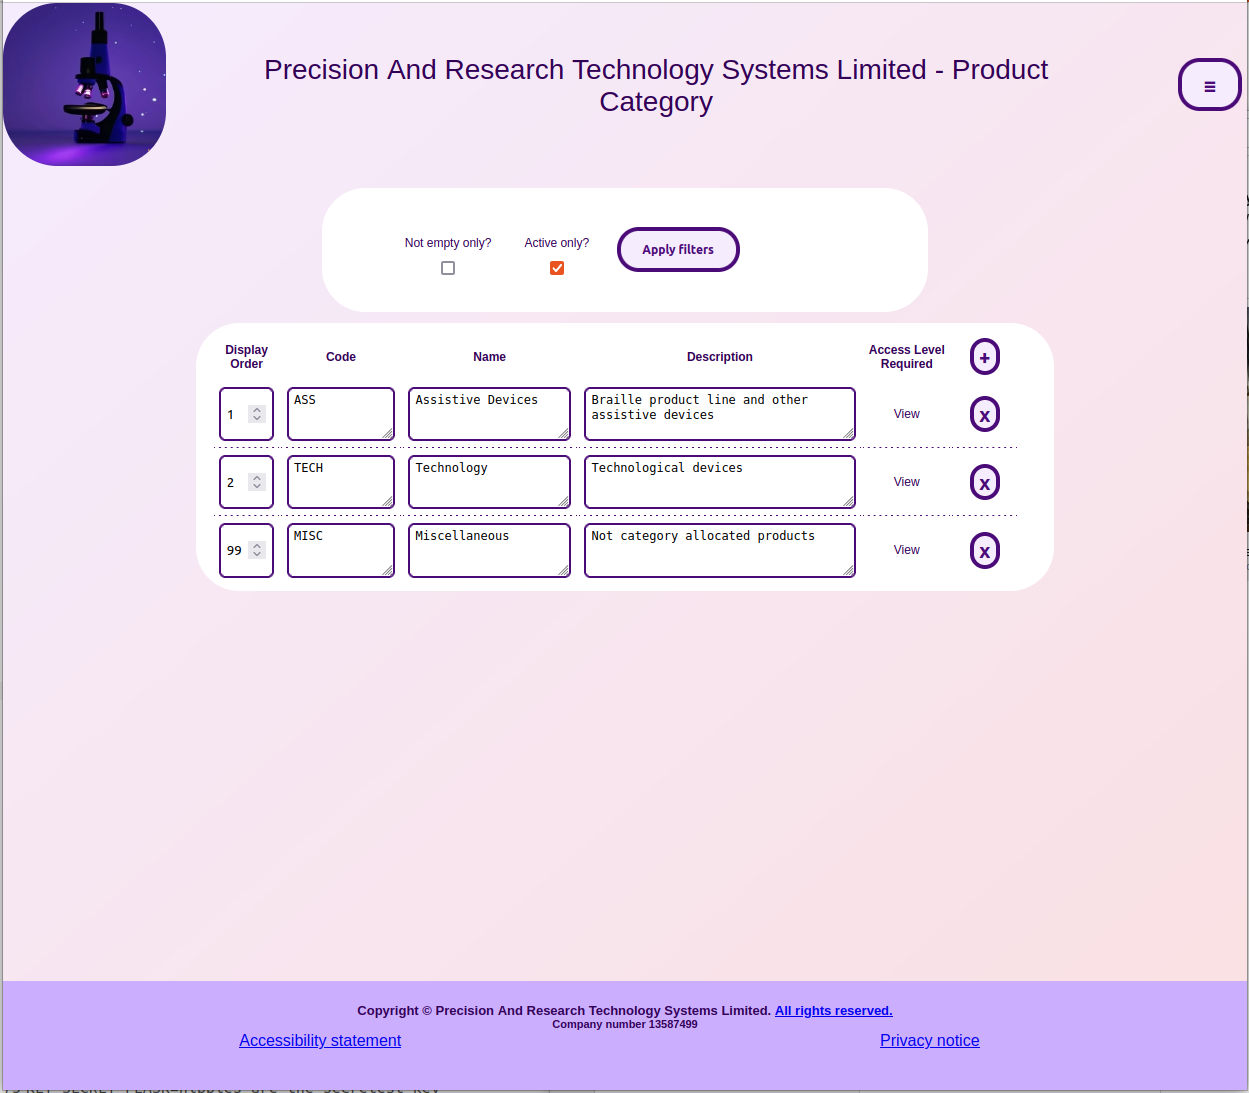 Precision And Research Technology Systems Limited - Product
Category
≡
Not empty only?
Active only?
Apply filters
Display
Order
Code
Name
Description
Access Level
Required
+
1
ASS
Assistive Devices
Braille product line and other
assistive devices
View
x
2
TECH
Technology
Technological devices
View
x
99
MISC
Miscellaneous
Not category allocated products
View
x
Copyright © Precision And Research Technology Systems Limited. All rights reserved.
Company number 13587499
Accessibility statement
Privacy notice